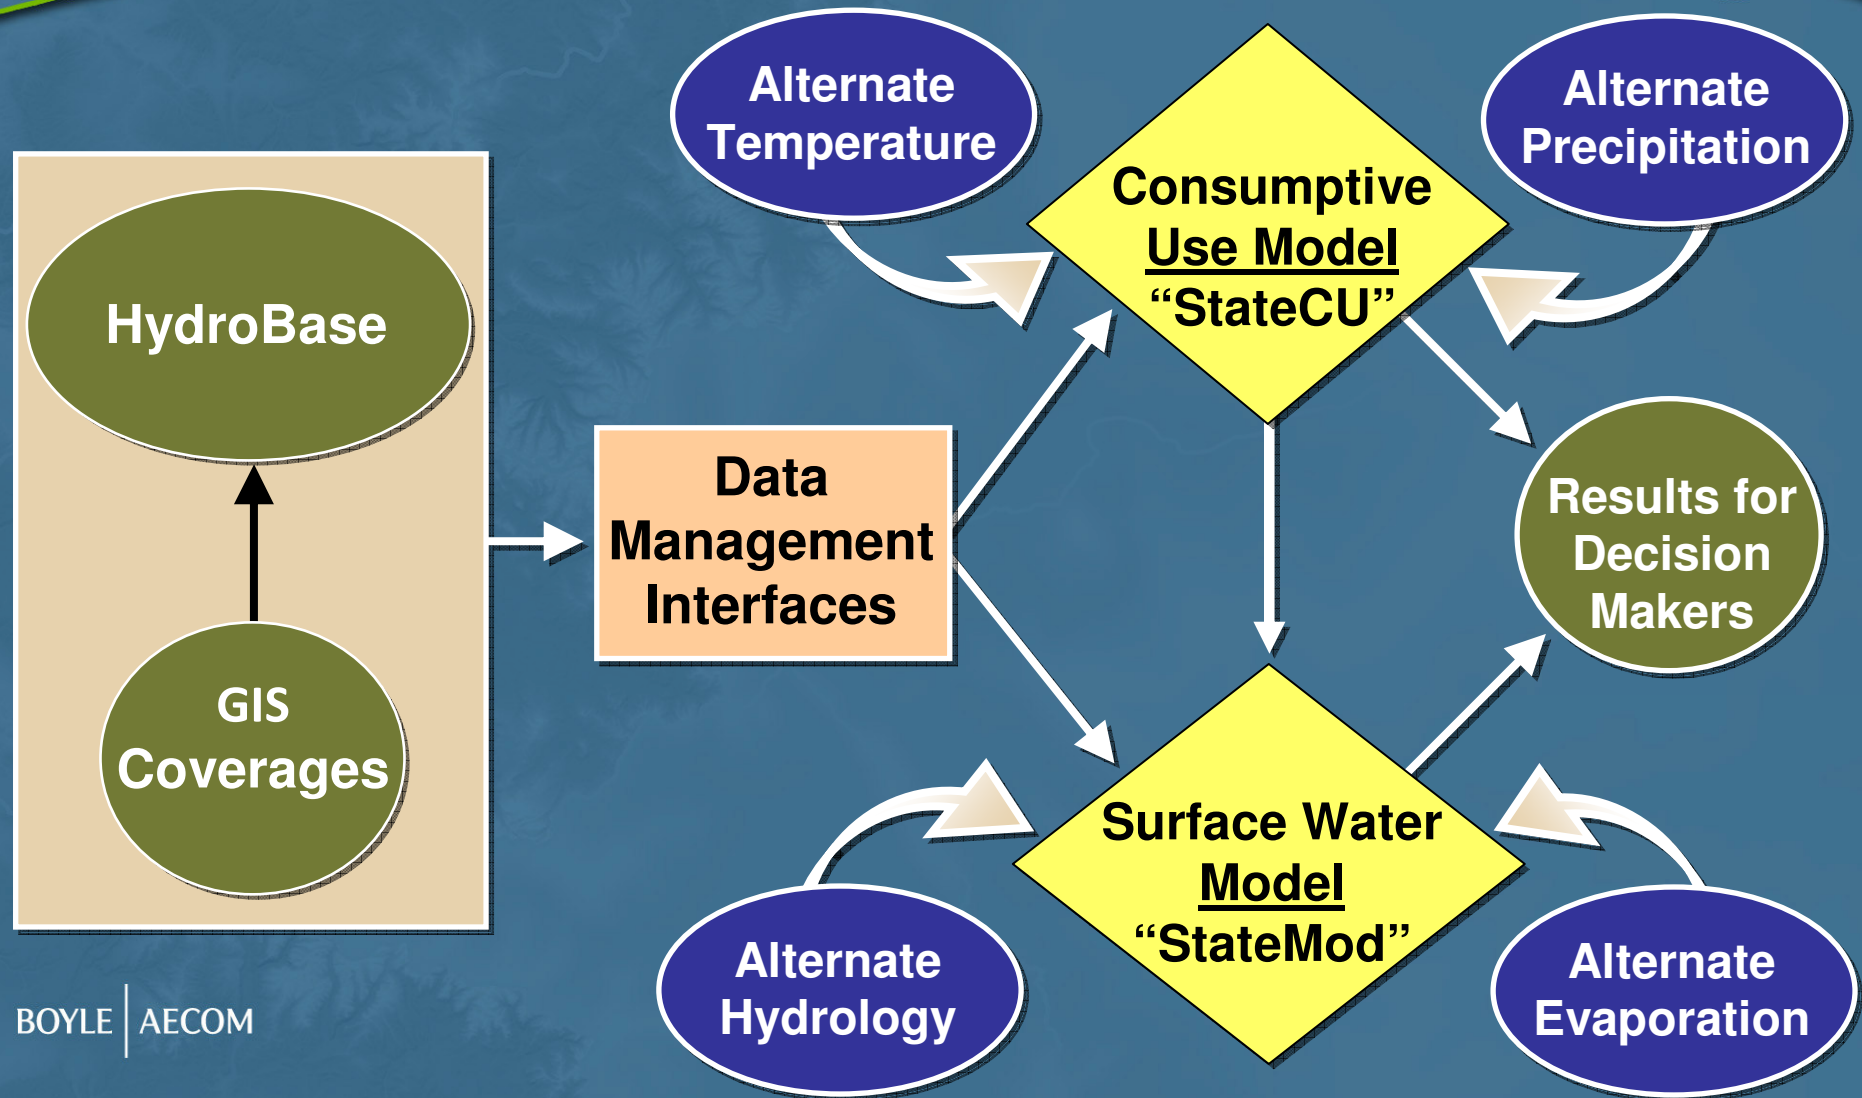 Alternate
Temperature
Consumptive
Use Model
“StateCU”
Alternate
Precipitation
HydroBase
GIS
Coverages
Data
Management
Interfaces
Results for
Decision
Makers
Surface Water
Model
“StateMod”
Alternate
Hydrology
Alternate
Evaporation
BOYLE | AECOM